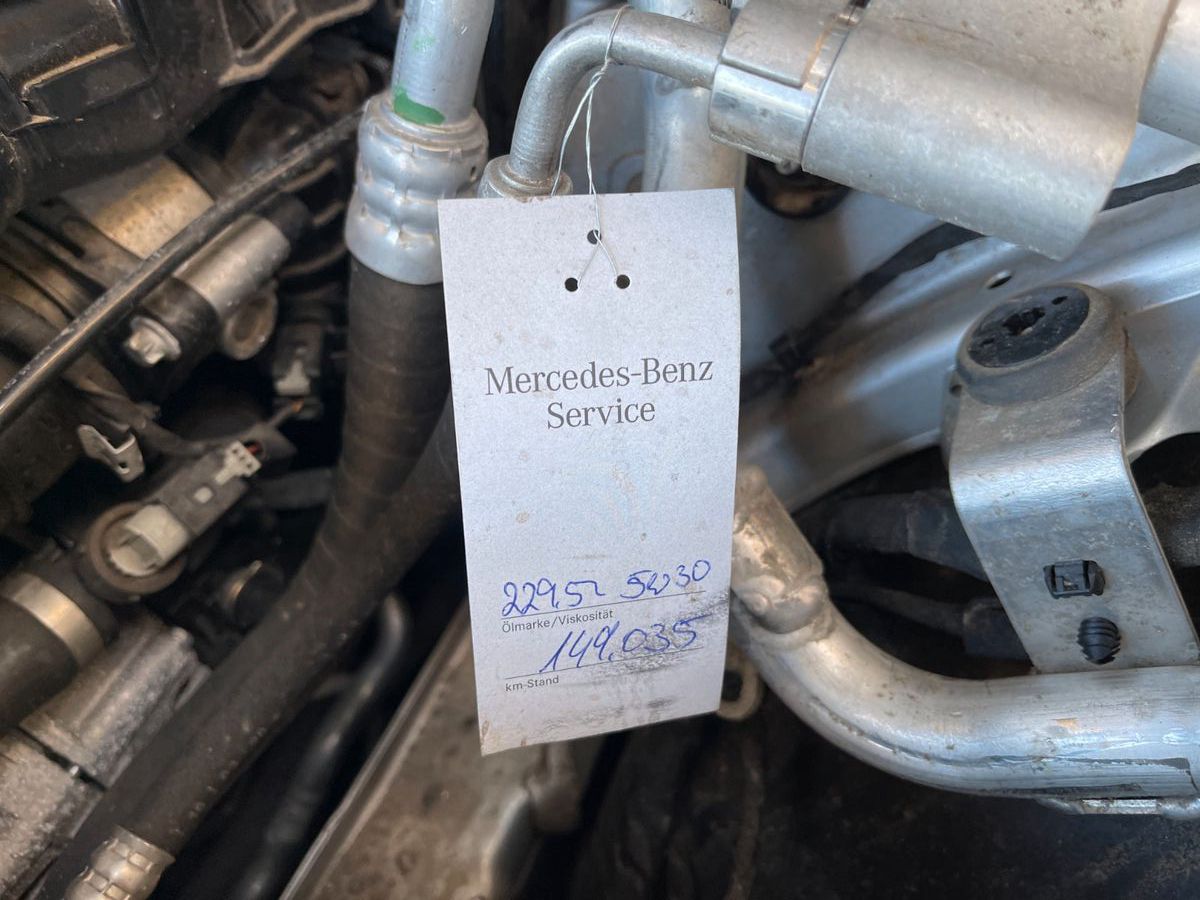 Mercedes-Benz
Service
229,52 5W30
Ölmarke/Viskosität
149.035
km-Stand